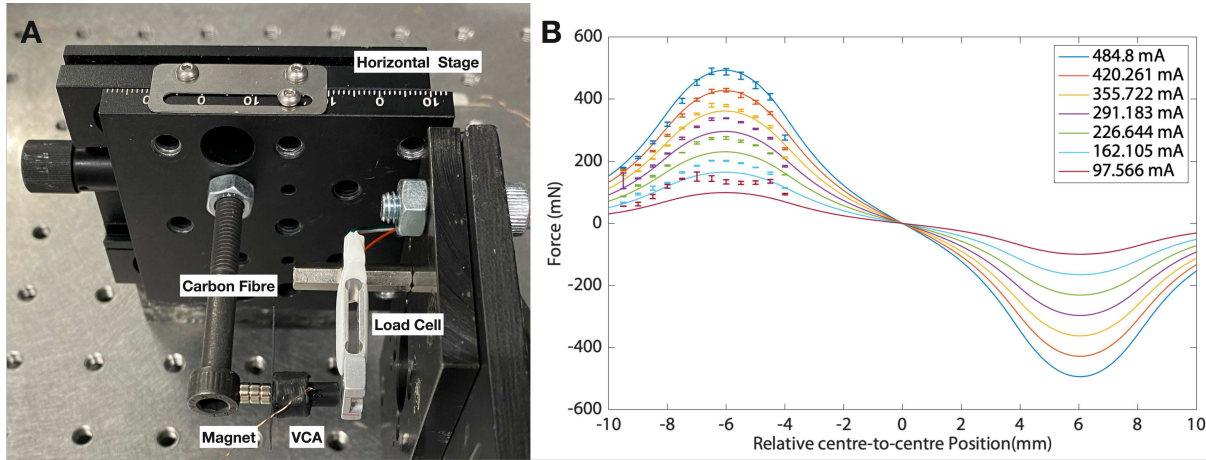 A
Horizontal Stage
0 10 0 10
Carbon Fibre
Load Cell
Magnet
VCA
B
600
400
200
0
-200
-400
-600
Force (mN)
-10 -8 -6 -4 -2 0 2 4 6 8 10
Relative centre-to-centre Position(mm)
484.8 mA
420.261 mA
355.722 mA
291.183 mA
226.644 mA
162.105 mA
97.566 mA